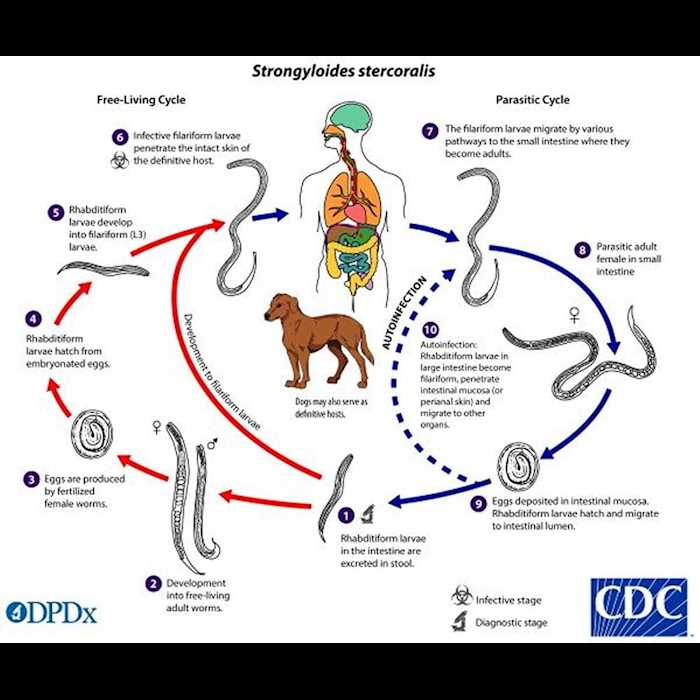 Strongyloides stercoralis
Free-Living Cycle
Parasitic Cycle
6 Infective filariform larvae
penetrate the intact skin of
the definitive host.
7 The filariform larvae migrate by various
pathways to the small intestine where they
become adults.
5 Rhabditiform
larvae develop
into filariform (L3)
larvae.
8 Parasitic adult
female in small
intestine
♀
4
Rhabditiform
larvae hatch from
embryonated eggs.
Development to filariform larvae
AUTOINFECTION
10
Autoinfection:
Rhabditiform larvae in
large intestine become
filariform, penetrate
intestinal mucosa (or
perianal skin) and
migrate to other
organs.
Dogs may also serve as
definitive hosts.
♀
♂
3 Eggs are produced
by fertilized
female worms.
9 Eggs deposited in intestinal mucosa.
Rhabditiform larvae hatch and migrate
to intestinal lumen.
1
Rhabditiform larvae
in the intestine are
excreted in stool.
2 Development
into free-living
adult worms.
Infective stage
Diagnostic stage
DPDx
CDC